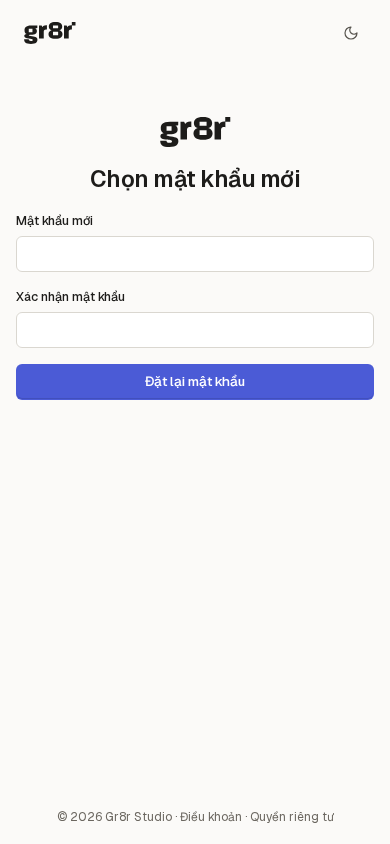 gr8r
gr8r
Chọn mật khẩu mới
Mật khẩu mới
Xác nhận mật khẩu
Đặt lại mật khẩu
© 2026 Gr8r Studio · Điều khoản · Quyền riêng tư